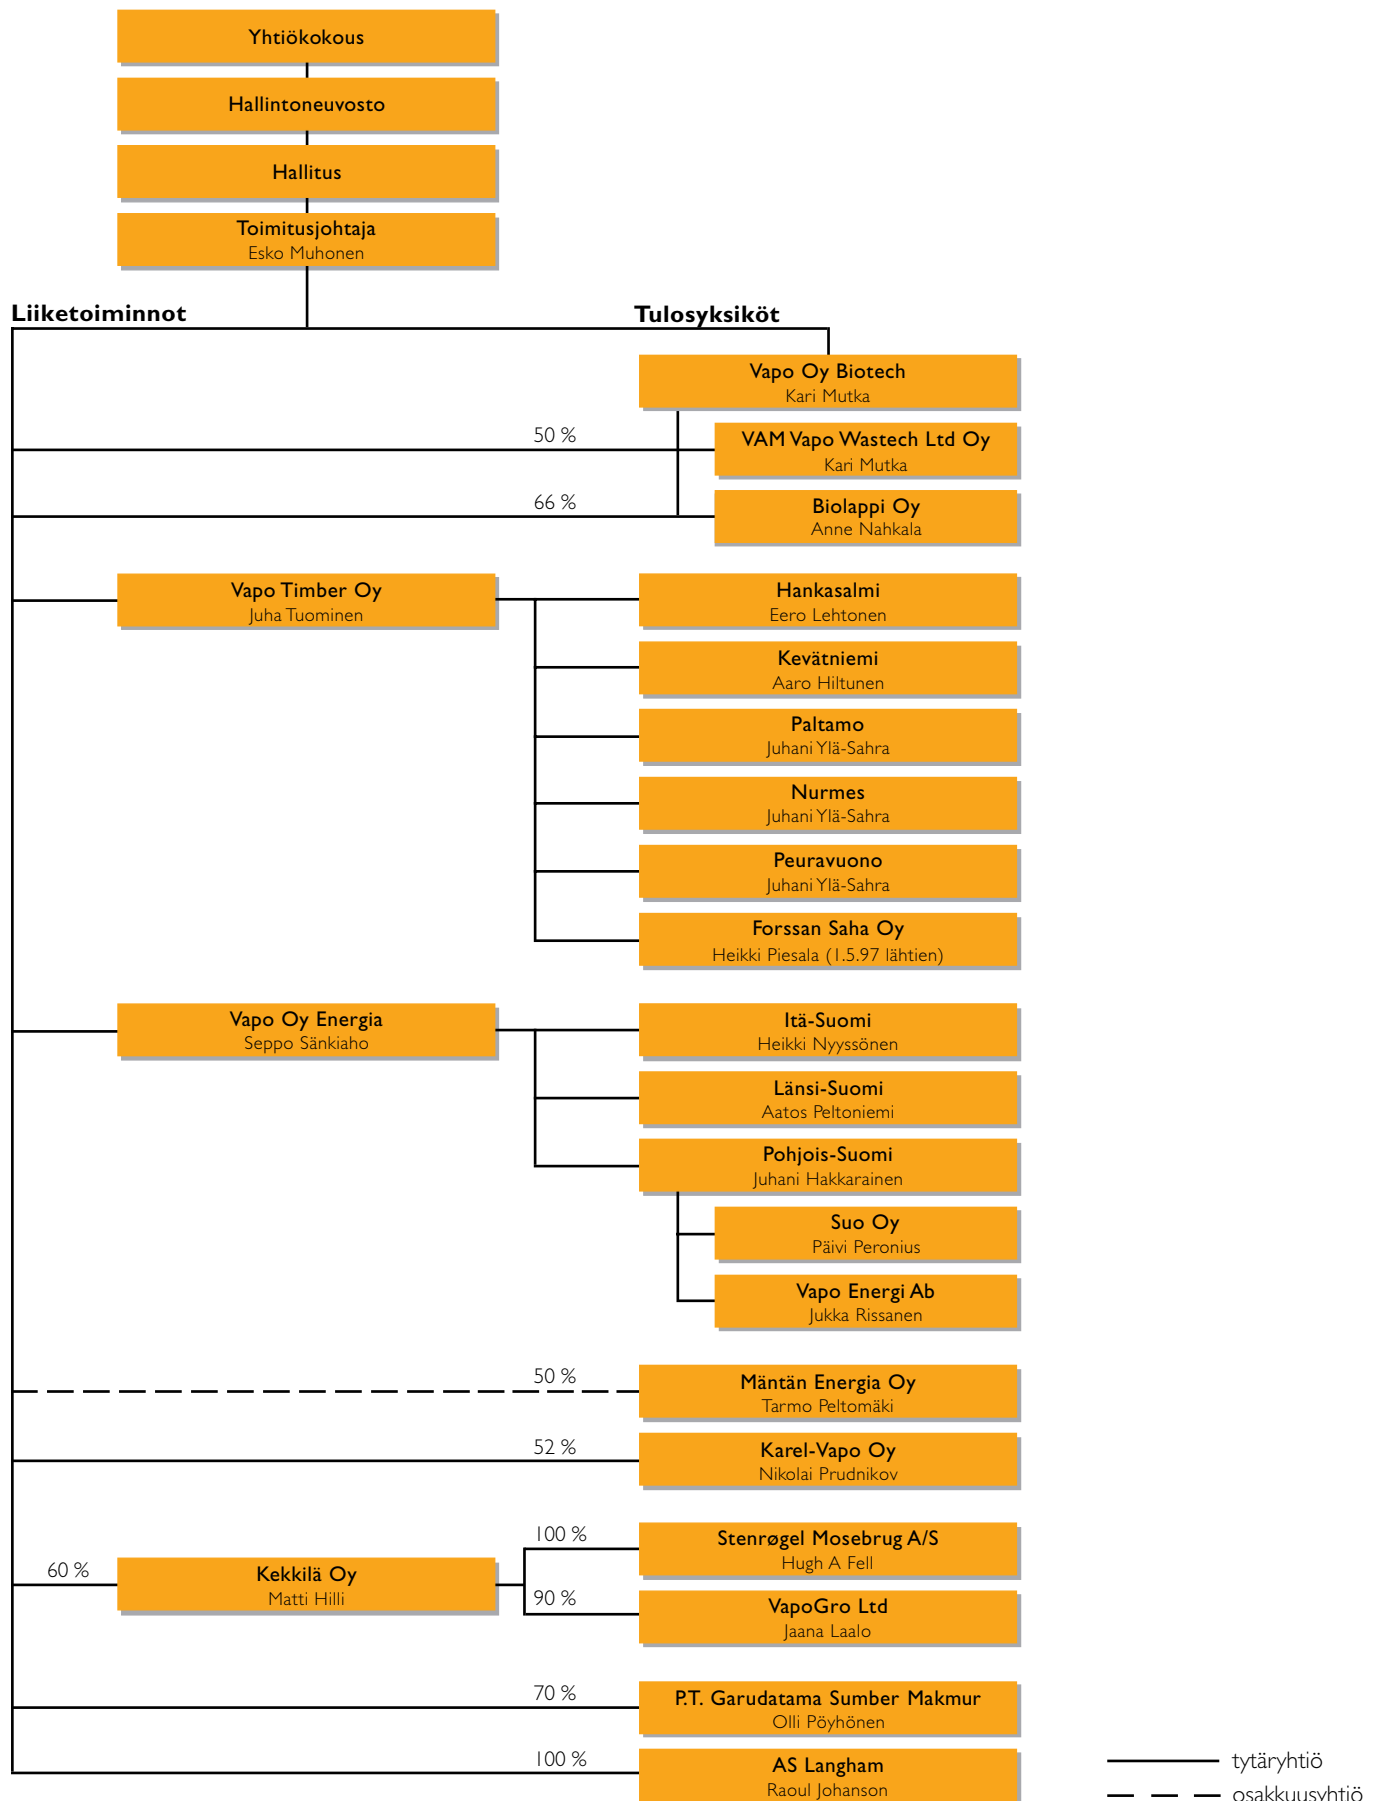 Yhtiökokous
Hallintoneuvosto
Hallitus
Toimitusjohtaja
Esko Muhonen
Liiketoiminnot
Tulosyksiköt
Vapo Oy Biotech
Kari Mutka
50 %
VAM Vapo Wastech Ltd Oy
Kari Mutka
66 %
Biolappi Oy
Anne Nahkala
Vapo Timber Oy
Juha Tuominen
Hankasalmi
Eero Lehtonen
Kevätniemi
Aaro Hiltunen
Paltamo
Juhani Ylä-Sahra
Nurmes
Juhani Ylä-Sahra
Peuravuono
Juhani Ylä-Sahra
Forssan Saha Oy
Heikki Piesala (1.5.97 lähtien)
Vapo Oy Energia
Seppo Sänkiaho
Itä-Suomi
Heikki Nyyssönen
Länsi-Suomi
Aatos Peltoniemi
Pohjois-Suomi
Juhani Hakkarainen
Suo Oy
Päivi Peronius
Vapo Energi Ab
Jukka Rissanen
50 %
Mäntän Energia Oy
Tarmo Peltomäki
52 %
Karel-Vapo Oy
Nikolai Prudnikov
60 %
Kekkilä Oy
Matti Hilli
100 %
Stenrøgel Mosebrug A/S
Hugh A Fell
90 %
VapoGro Ltd
Jaana Laalo
70 %
P.T. Garudatama Sumber Makmur
Olli Pöyhönen
100 %
AS Langham
Raoul Johanson
tytäryhtiö
osakkuusyhtiö